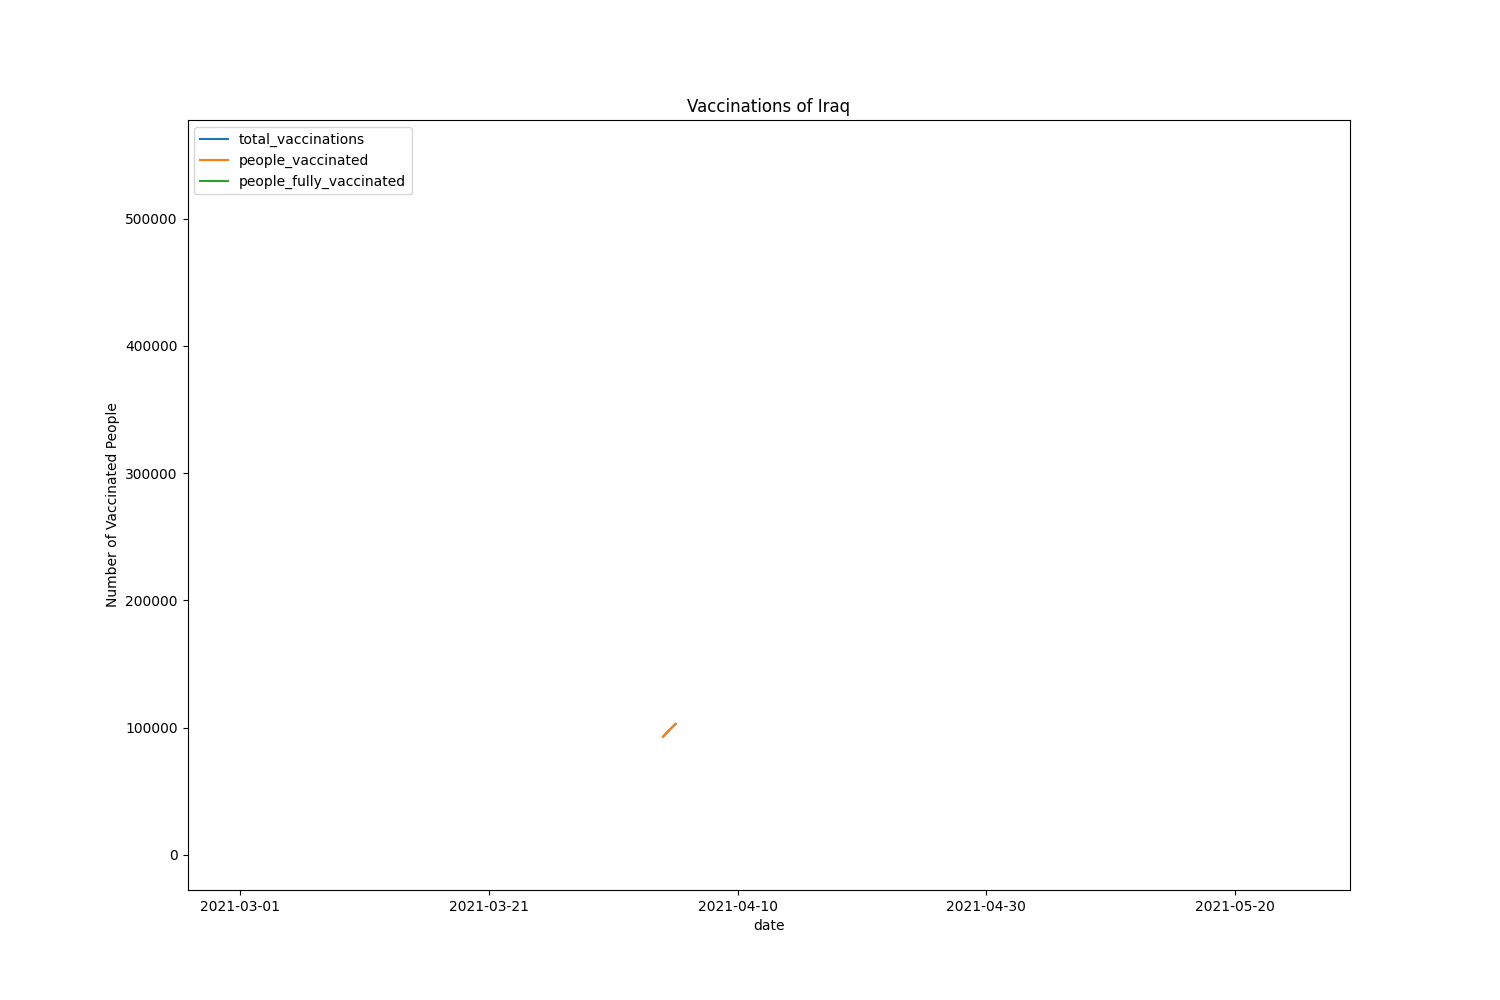 Vaccinations of Iraq
total_vaccinations
people_vaccinated
people_fully_vaccinated
500000
400000
300000
200000
100000
0
Number of Vaccinated People
2021-03-01
2021-03-21
2021-04-10
2021-04-30
2021-05-20
date